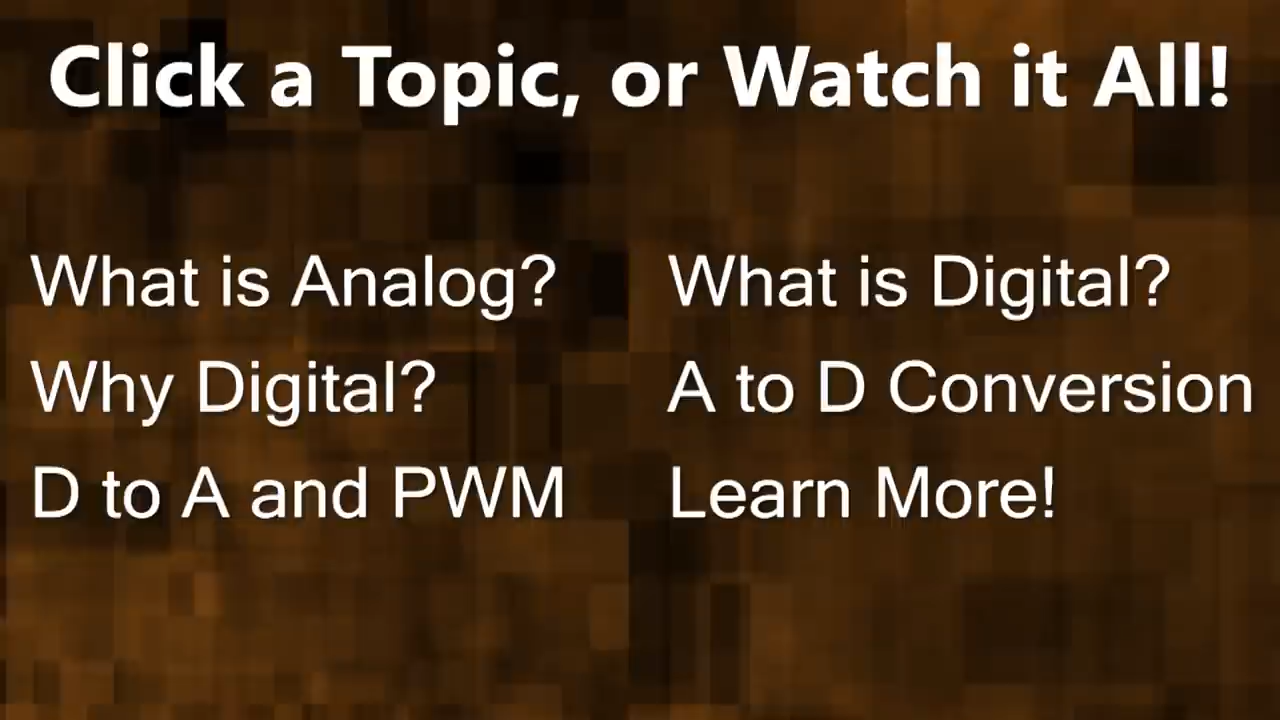 Click a Topic, or Watch it All!
What is Analog?
What is Digital?
Why Digital?
A to D Conversion
D to A and PWM
Learn More!